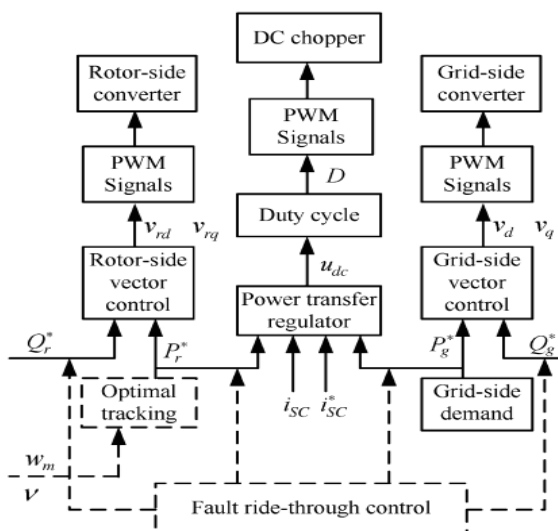 DC chopper
Rotor-side
converter
Grid-side
converter
PWM
Signals
PWM
Signals
PWM
Signals
D
v_rd v_rq
Duty cycle
v_d v_q
u_dc
Rotor-side
vector
control
Power transfer
regulator
Grid-side
vector
control
Q_r^*
P_r^*
P_g^*
Q_g^*
Optimal
tracking
i_SC i_SC^*
Grid-side
demand
w_m
v
Fault ride-through control